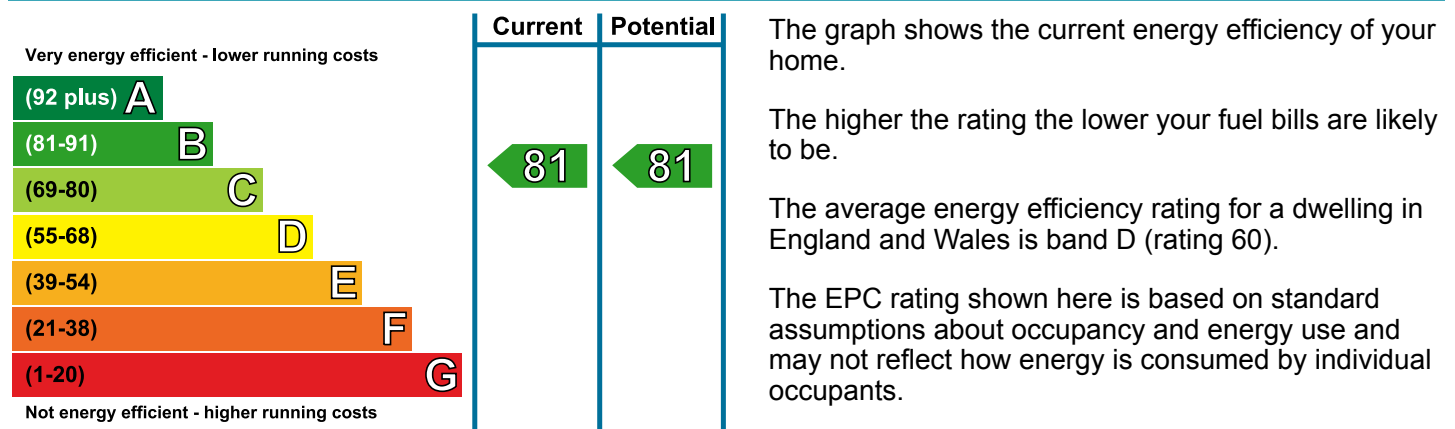 Current Potential
Very energy efficient - lower running costs
(92 plus) A
(81-91) B
(69-80) C
(55-68) D
(39-54) E
(21-38) F
(1-20) G
Not energy efficient - higher running costs
81 81
The graph shows the current energy efficiency of your
home.
The higher the rating the lower your fuel bills are likely
to be.
The average energy efficiency rating for a dwelling in
England and Wales is band D (rating 60).
The EPC rating shown here is based on standard
assumptions about occupancy and energy use and
may not reflect how energy is consumed by individual
occupants.